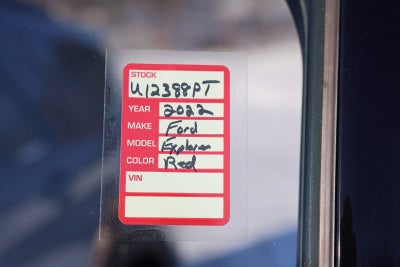 STOCK
U12388PT
YEAR 2022
MAKE Ford
MODEL Explorer
COLOR Red
VIN